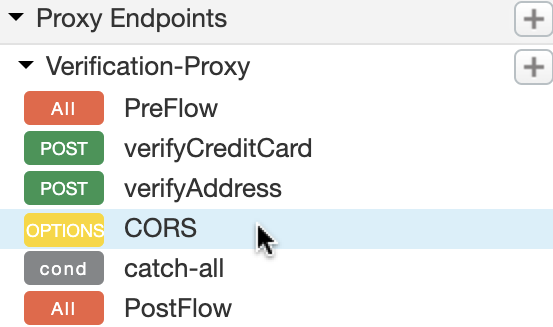 Proxy Endpoints
Verification-Proxy
All PreFlow
POST verifyCreditCard
POST verifyAddress
OPTIONS CORS
cond catch-all
All PostFlow